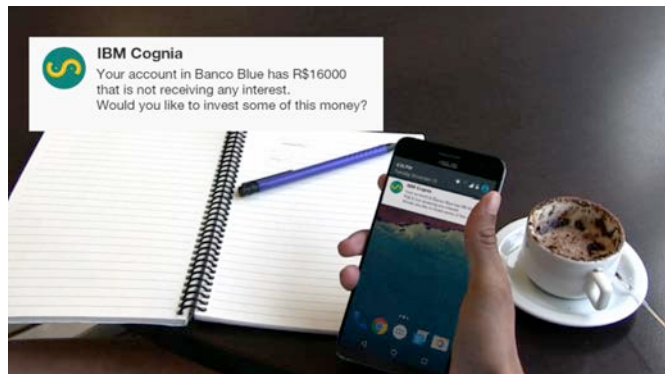 IBM Cognia
Your account in Banco Blue has R$16000
that is not receiving any interest.
Would you like to invest some of this money?
ASUS
IBM Cognia